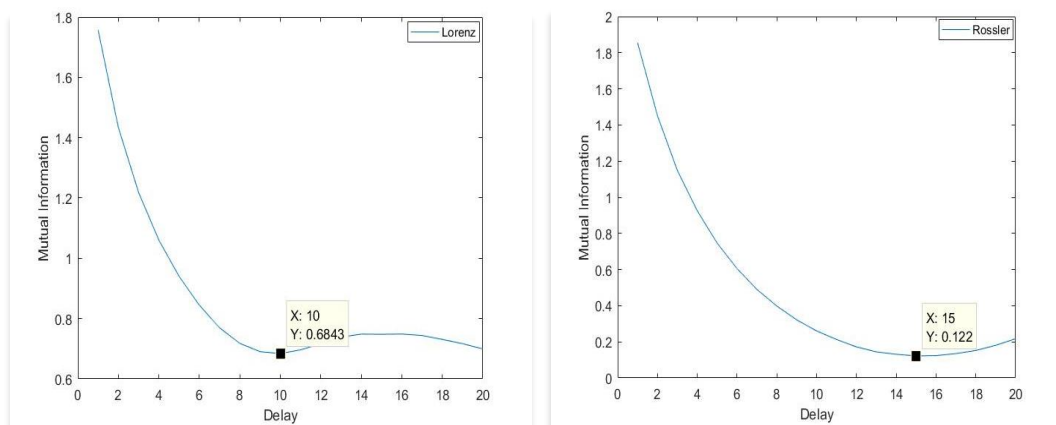 Lorenz
1.8
1.6
1.4
1.2
1
0.8
0.6
Mutual Information
X: 10
Y: 0.6843
0 2 4 6 8 10 12 14 16 18 20
Delay
Rossler
2
1.8
1.6
1.4
1.2
1
0.8
0.6
0.4
0.2
0
Mutual Information
X: 15
Y: 0.122
0 2 4 6 8 10 12 14 16 18 20
Delay